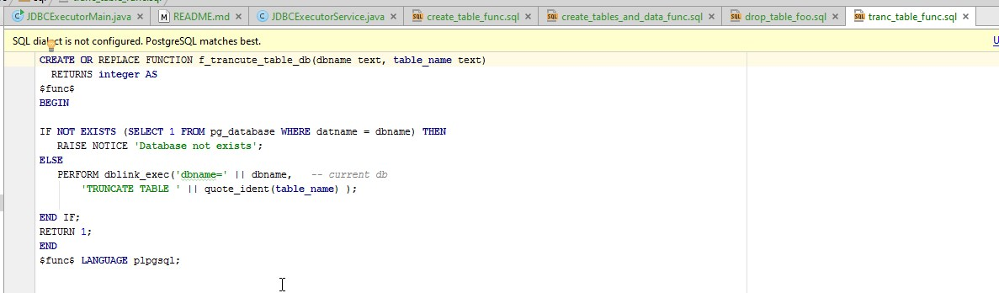 sql tranc_table_func.sql
JDBCExecutorMain.java README.md JDBCExecutorService.java create_table_func.sql create_tables_and_data_func.sql drop_table_foo.sql tranc_table_func.sql
SQL dialect is not configured. PostgreSQL matches best. U
CREATE OR REPLACE FUNCTION f_trancute_table_db(dbname text, table_name text)
RETURNS integer AS
$func$
BEGIN
IF NOT EXISTS (SELECT 1 FROM pg_database WHERE datname = dbname) THEN
RAISE NOTICE 'Database not exists';
ELSE
PERFORM dblink_exec('dbname=' || dbname, -- current db
'TRUNCATE TABLE ' || quote_ident(table_name) );
END IF;
RETURN 1;
END
$func$ LANGUAGE plpgsql;